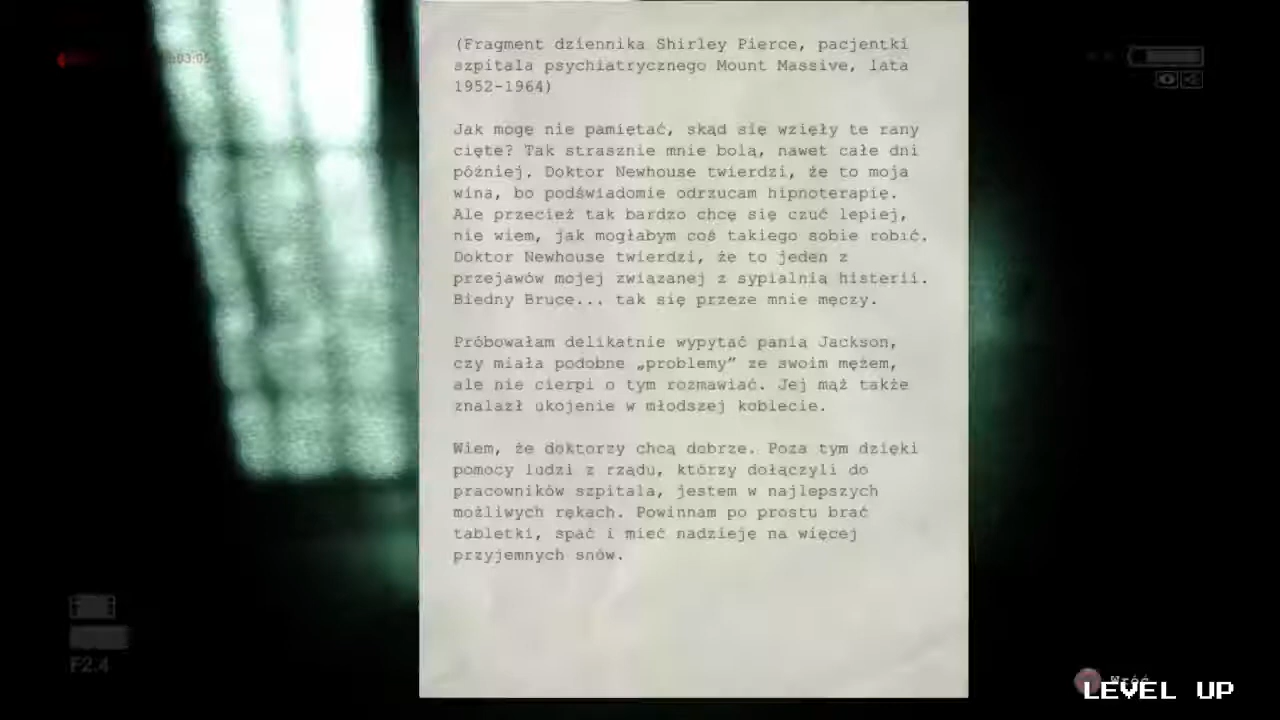 03:05
(Fragment dziennika Shirley Pierce, pacjentki
szpitala psychiatrycznego Mount Massive, lata
1952-1964)
Jak mogę nie pamiętać, skąd się wzięły te rany
cięte? Tak strasznie mnie bolą, nawet całe dni
później. Doktor Newhouse twierdzi, że to moja
wina, bo podświadomie odrzucam hipnoterapię.
Ale przecież tak bardzo chcę się czuć lepiej,
nie wiem, jak mogłabym coś takiego sobie robić.
Doktor Newhouse twierdzi, że to jeden z
przejawów mojej związanej z sypialnią histerii.
Biedny Bruce... tak się przeze mnie męczy.
Próbowałam delikatnie wypytać panią Jackson,
czy miała podobne „problemy” ze swoim mężem,
ale nie cierpi o tym rozmawiać. Jej mąż także
znalazł ukojenie w młodszej kobiecie.
Wiem, że doktorzy chcą dobrze. Poza tym dzięki
pomocy ludzi z rządu, którzy dołączyli do
pracowników szpitala, jestem w najlepszych
możliwych rękach. Powinnam po prostu brać
tabletki, spać i mieć nadzieję na więcej
przyjemnych snów.
F2.4
Wróć
LEVEL UP